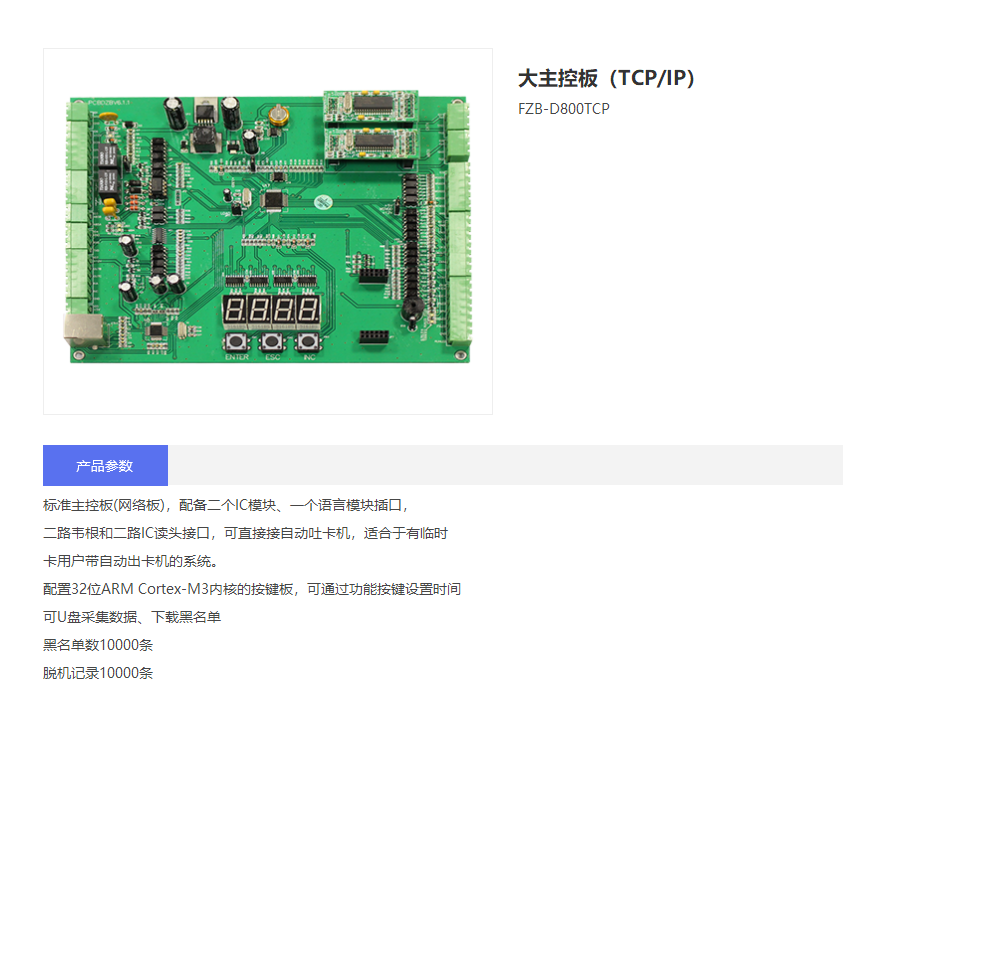 大主控板（TCP/IP）
FZB-D800TCP
PCBDZBV6.1.1
8.8.8.8.
ENTER ESC INC
产品参数
标准主控板(网络板)，配备二个IC模块、一个语言模块插口，
二路韦根和二路IC读头接口，可直接接自动吐卡机，适合于有临时
卡用户带自动出卡机的系统。
配置32位ARM Cortex-M3内核的按键板，可通过功能按键设置时间
可U盘采集数据、下载黑名单
黑名单数10000条
脱机记录10000条